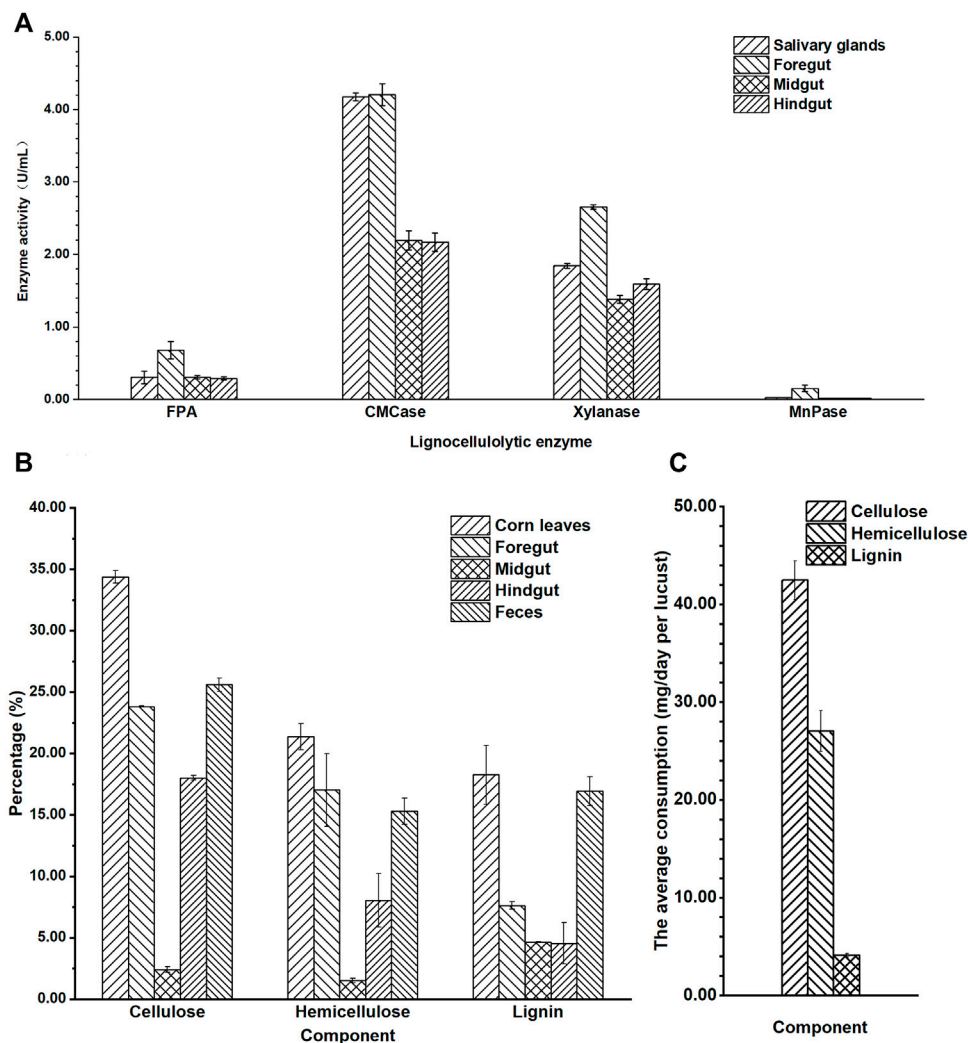 A
Enzyme activity (U/mL)
5.00
4.00
3.00
2.00
1.00
0.00
Salivary glands
Foregut
Midgut
Hindgut
FPA CMCase Xylanase MnPase
Lignocellulolytic enzyme
B
Percentage (%)
40.00
35.00
30.00
25.00
20.00
15.00
10.00
5.00
0.00
Corn leaves
Foregut
Midgut
Hindgut
Feces
Cellulose Hemicellulose Lignin
Component
C
The average consumption (mg/day per lucust)
50.00
40.00
30.00
20.00
10.00
0.00
Cellulose
Hemicellulose
Lignin
Component